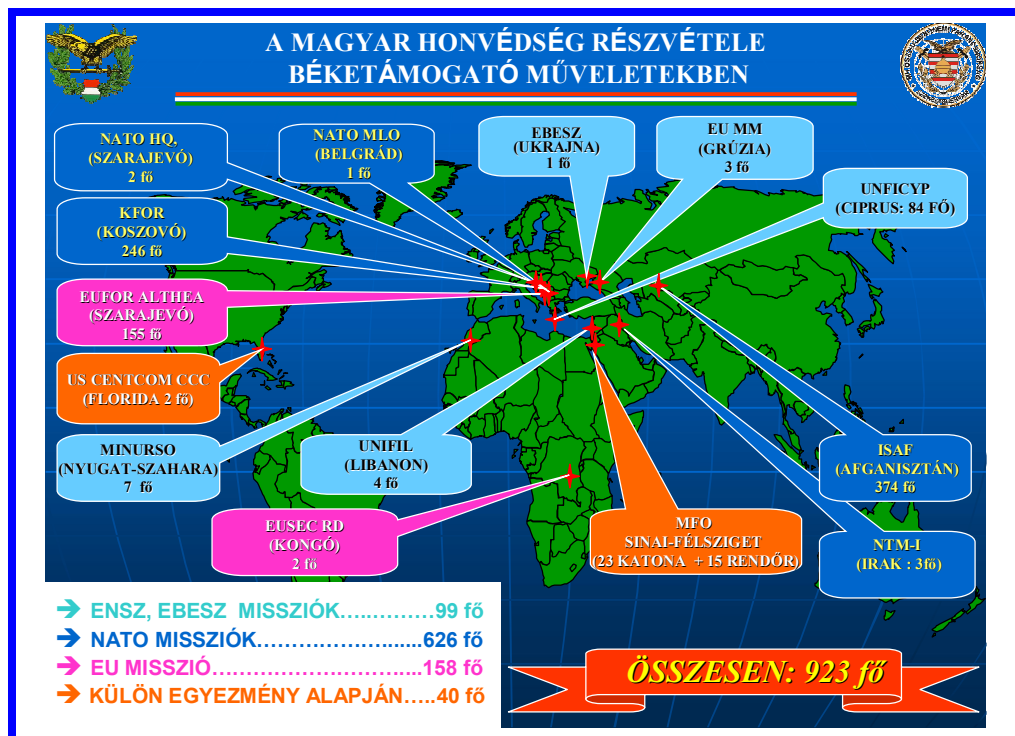 A MAGYAR HONVÉDSÉG RÉSZVÉTELE
BÉKETÁMOGATÓ MŰVELETEKBEN
NATO HQ,
(SZARAJEVÓ)
2 fő
NATO MLO
(BELGRÁD)
1 fő
EBESZ
(UKRAJNA)
1 fő
EU MM
(GRÚZIA)
3 fő
UNFICYP
(CIPRUS: 84 FŐ)
KFOR
(KOSZOVÓ)
246 fő
EUFOR ALTHEA
(SZARAJEVÓ)
155 fő
US CENTCOM CCC
(FLORIDA 2 fő)
MINURSO
(NYUGAT-SZAHARA)
7 fő
UNIFIL
(LIBANON)
4 fő
ISAF
(AFGANISZTÁN)
374 fő
EUSEC RD
(KONGÓ)
2 fő
MFO
SINAI-FÉLSZIGET
(23 KATONA + 15 RENDŐR)
NTM-I
(IRAK : 3fő)
➔ ENSZ, EBESZ MISSZIÓK…..………99 fő
➔ NATO MISSZIÓK……………….…....626 fő
➔ EU MISSZIÓ………………………....158 fő
➔ KÜLÖN EGYEZMÉNY ALAPJÁN…..40 fő
ÖSSZESEN: 923 fő